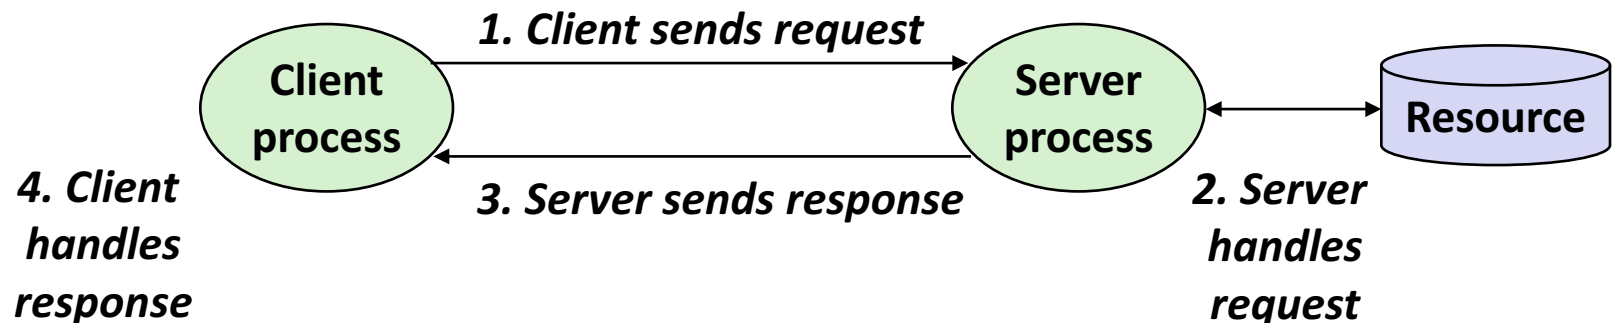 1. Client sends request
Client
process
Server
process
Resource
3. Server sends response
4. Client
handles
response
2. Server
handles
request